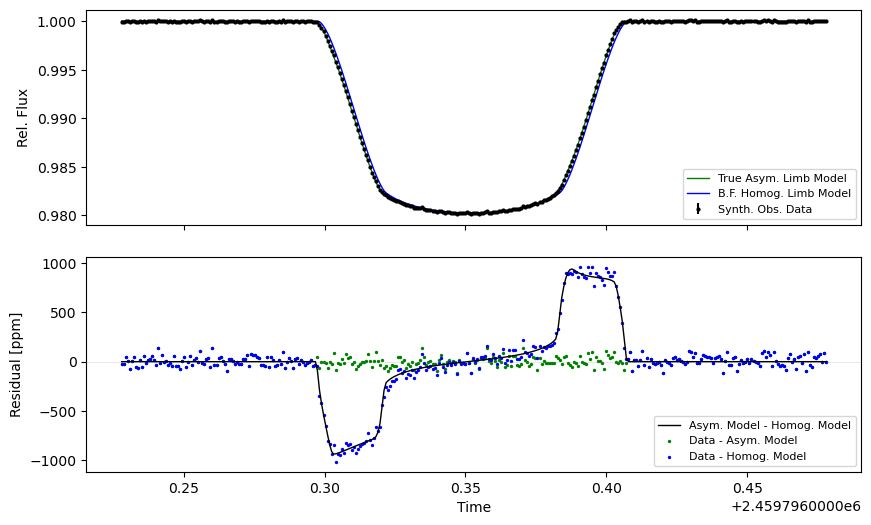 1.000
0.995
0.990
0.985
0.980
Rel. Flux
True Asym. Limb Model
B.F. Homog. Limb Model
Synth. Obs. Data
1000
500
0
−500
−1000
Residual [ppm]
Asym. Model - Homog. Model
Data - Asym. Model
Data - Homog. Model
0.25 0.30 0.35 0.40 0.45
Time
+2.4597960000e6